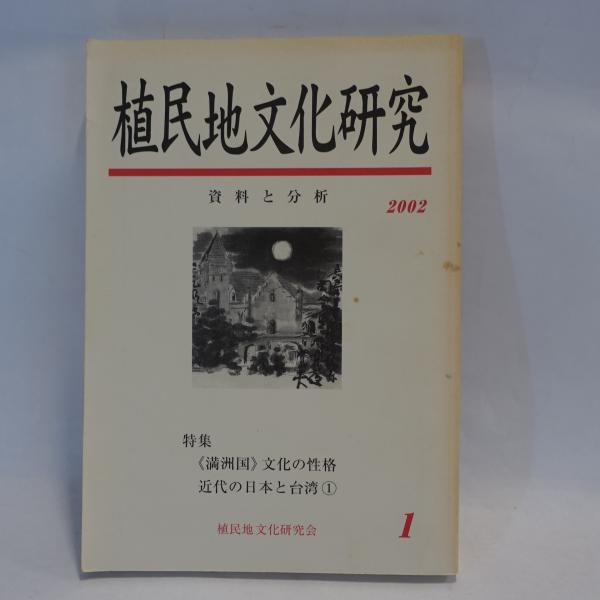 植民地文化研究
資料と分析
2002
特集
《満洲国》文化の性格
近代の日本と台湾①
植民地文化研究会
1